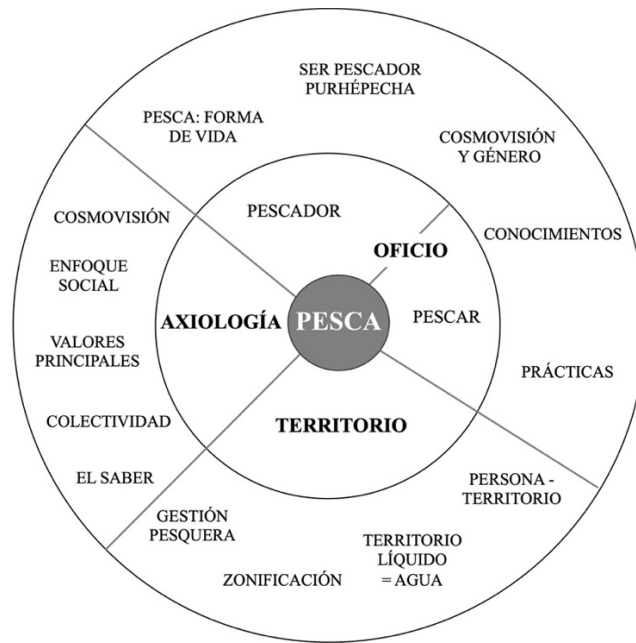 SER PESCADOR
PURHÉPECHA
PESCA: FORMA
DE VIDA
COSMOVISIÓN
Y GÉNERO
COSMOVISIÓN
PESCADOR
CONOCIMIENTOS
OFICIO
ENFOQUE
SOCIAL
AXIOLOGÍA
PESCA
PESCAR
VALORES
PRINCIPALES
PRÁCTICAS
COLECTIVIDAD
TERRITORIO
EL SABER
PERSONA -
TERRITORIO
GESTIÓN
PESQUERA
TERRITORIO
LÍQUIDO
= AGUA
ZONIFICACIÓN